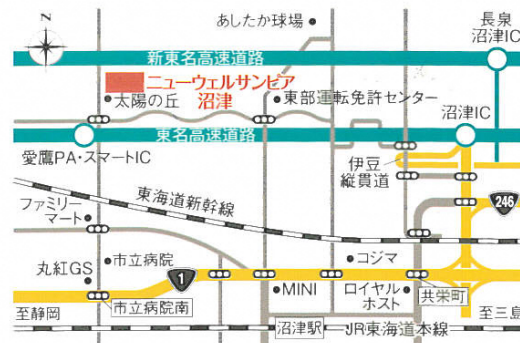 N
あしたか球場
長泉
沼津IC
新東名高速道路
ニューウェルサンピア
沼津
太陽の丘
東部運転免許センター
沼津IC
東名高速道路
愛鷹PA・スマートIC
伊豆
縦貫道
246
東海道新幹線
ファミリー
マート
市立病院
コジマ
丸紅GS
1
MINI
ロイヤル
ホスト
共栄町
市立病院南
至静岡
至三島
沼津駅
JR東海道本線